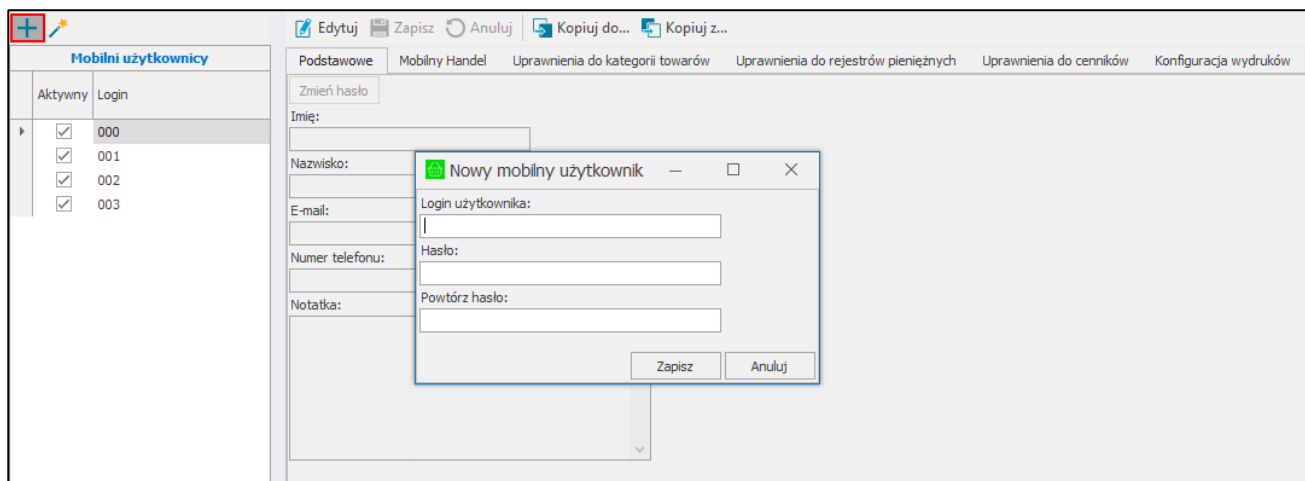 Edytuj Zapisz Anuluj Kopiuj do... Kopiuj z...
Mobilni użytkownicy
Podstawowe Mobilny Handel Uprawnienia do kategorii towarów Uprawnienia do rejestrów pieniężnych Uprawnienia do cenników Konfiguracja wydruków
Aktywny Login
000
001
002
003
Zmień hasło
Imię:
Nazwisko:
E-mail:
Numer telefonu:
Notatka:
Nowy mobilny użytkownik
Login użytkownika:
Hasło:
Powtórz hasło:
Zapisz Anuluj